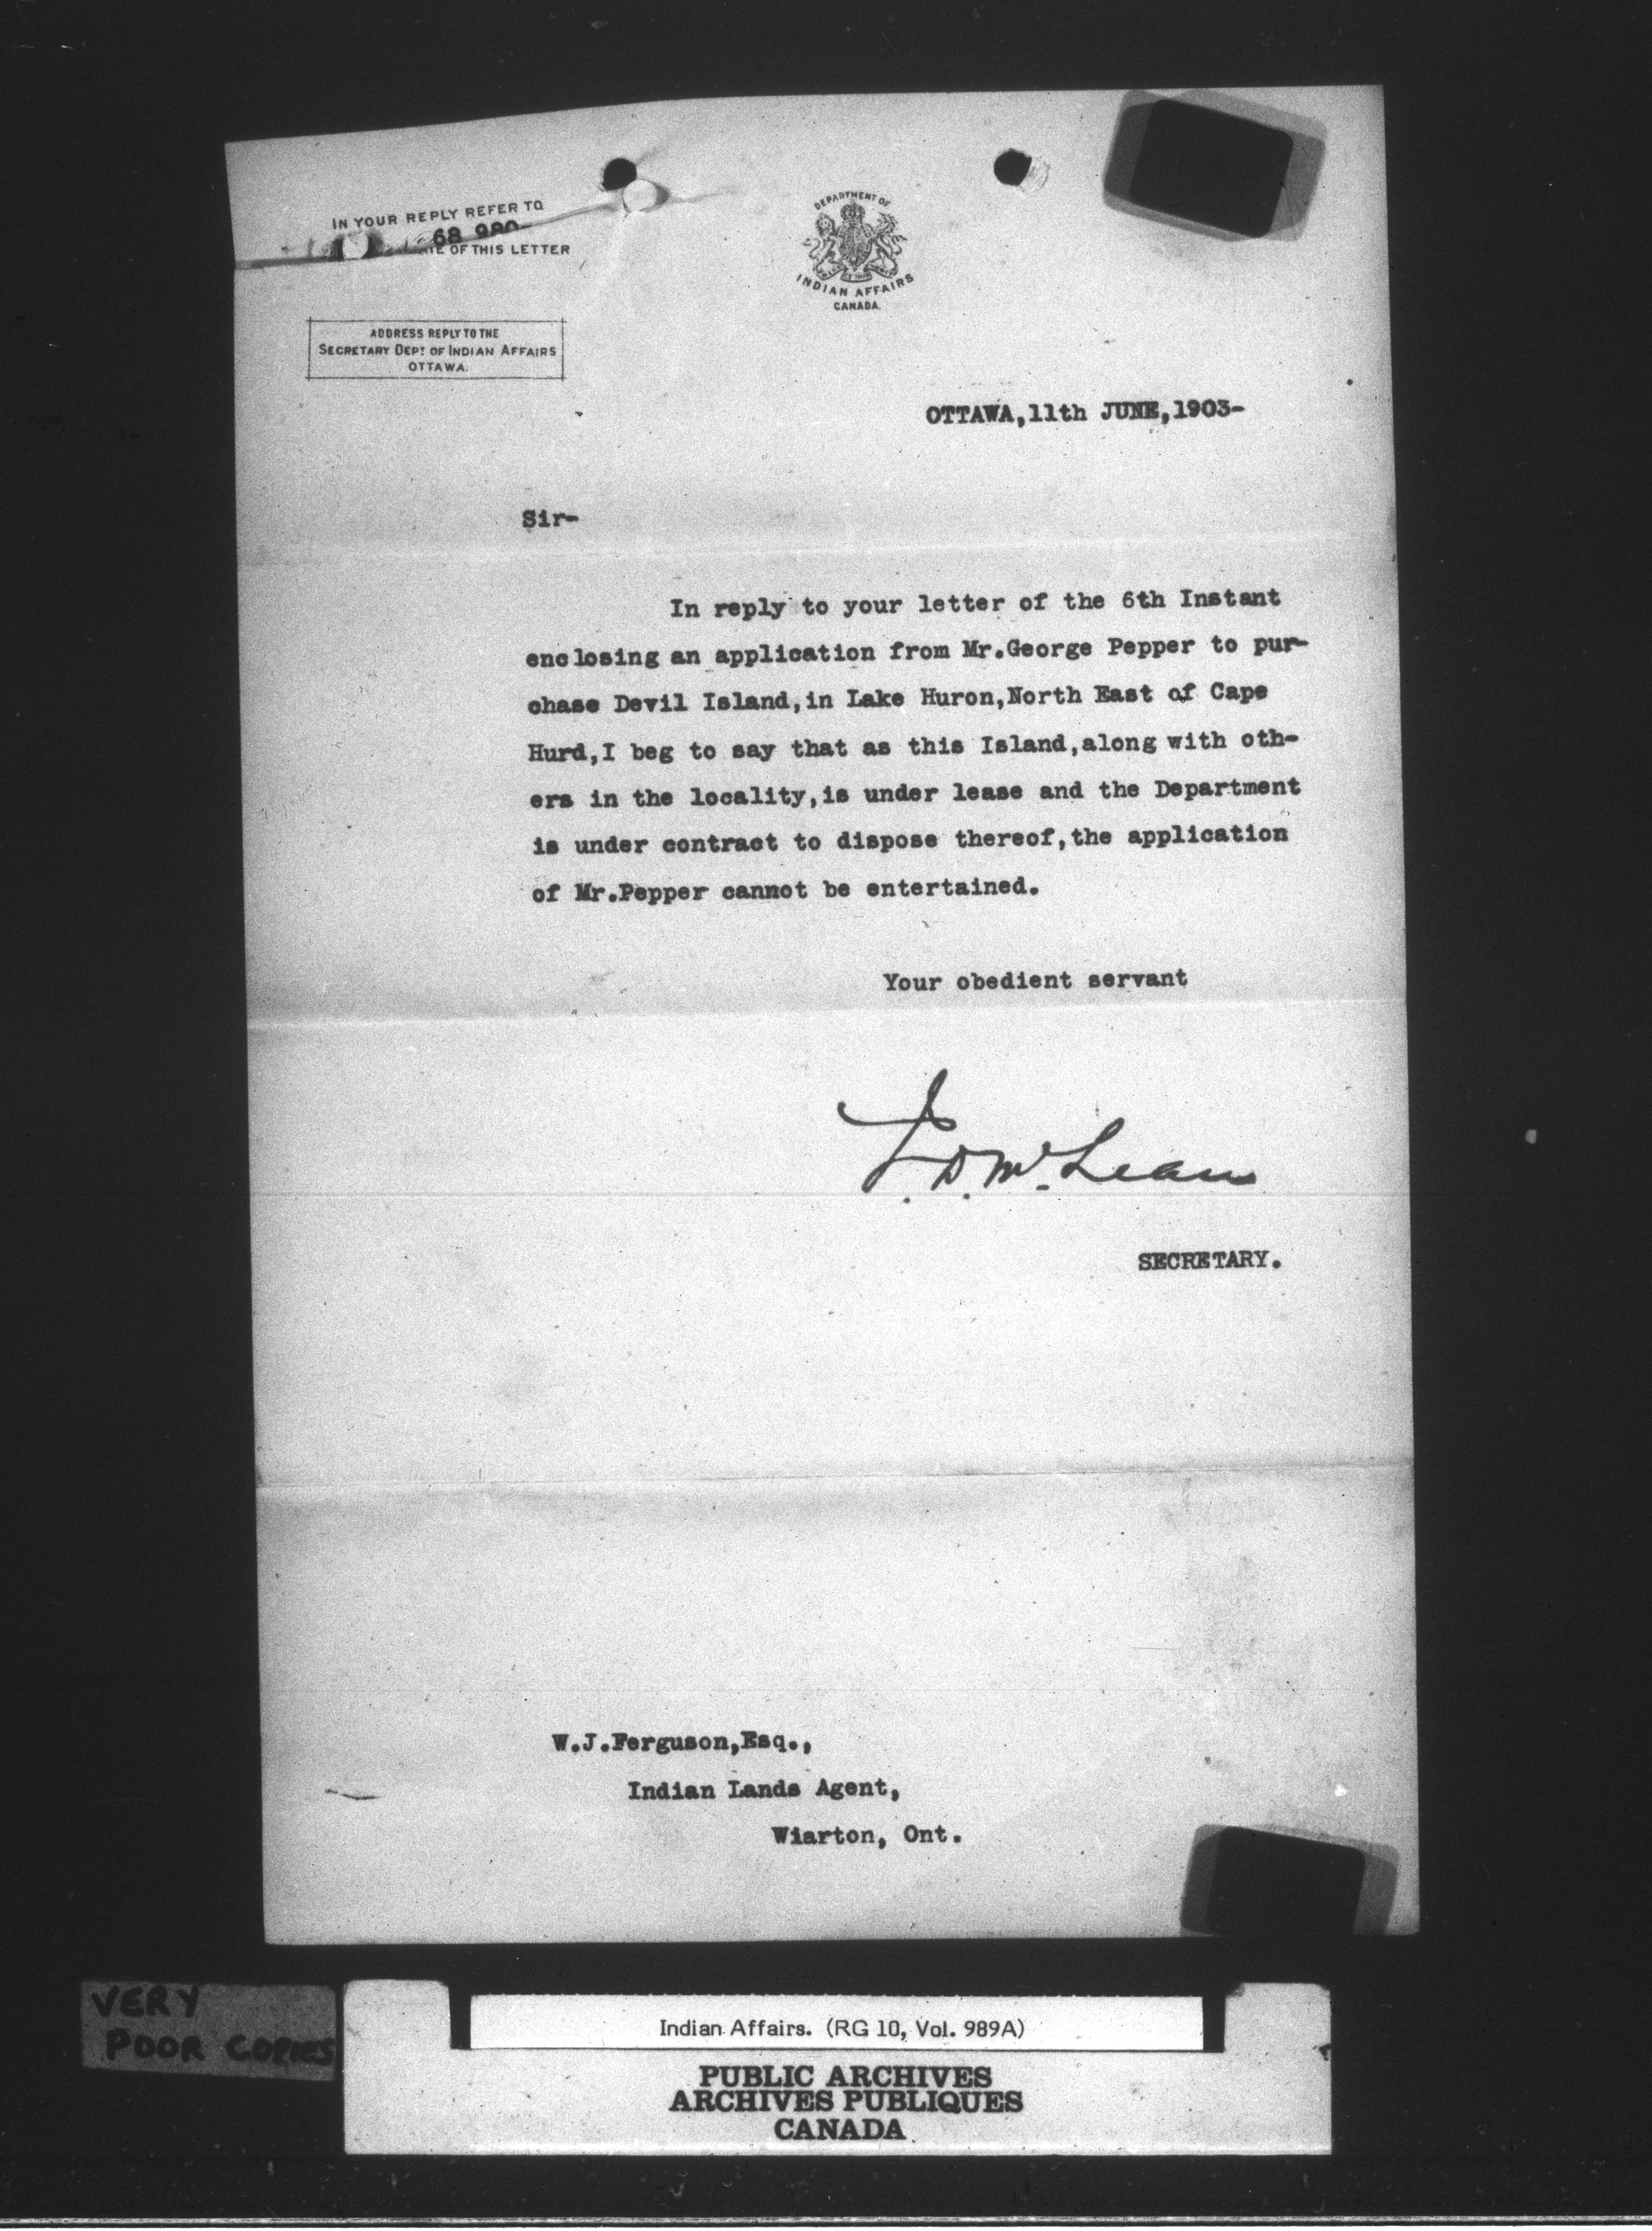 IN YOUR REPLY REFER TO
68 980-
OF THIS LETTER
DEPARTMENT OF
INDIAN AFFAIRS
CANADA.
ADDRESS REPLY TO THE
SECRETARY DEPT OF INDIAN AFFAIRS
OTTAWA.
OTTAWA,11th JUNE,1903-
Sir-
In reply to your letter of the 6th Instant
enclosing an application from Mr.George Pepper to pur-
chase Devil Island,in Lake Huron,North East of Cape
Hurd,I beg to say that as this Island,along with oth-
ers in the locality,is under lease and the Department
is under contract to dispose thereof,the application
of Mr.Pepper cannot be entertained.
Your obedient servant
J. D. McLean
SECRETARY.
W.J.Ferguson,Esq.,
Indian Lands Agent,
Wiarton, Ont.
VERY
POOR COPIES
Indian Affairs. (RG 10, Vol. 989A)
PUBLIC ARCHIVES
ARCHIVES PUBLIQUES
CANADA